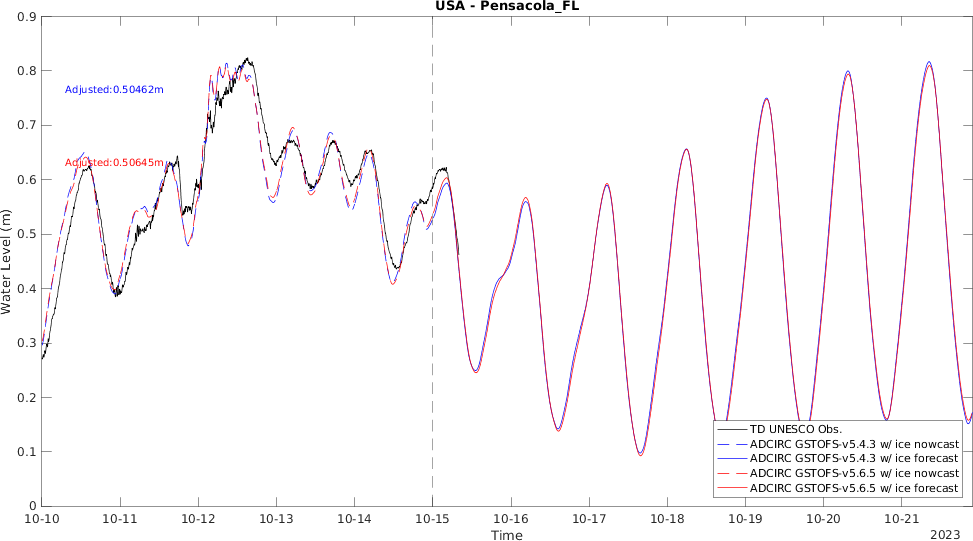 USA - Pensacola_FL
0.9
0.8
0.7
0.6
0.5
0.4
0.3
0.2
0.1
0
Water Level (m)
Adjusted:0.50462m
Adjusted:0.50645m
TD UNESCO Obs.
ADCIRC GSTOFS-v5.4.3 w/ ice nowcast
ADCIRC GSTOFS-v5.4.3 w/ ice forecast
ADCIRC GSTOFS-v5.6.5 w/ ice nowcast
ADCIRC GSTOFS-v5.6.5 w/ ice forecast
10-10 10-11 10-12 10-13 10-14 10-15 10-16 10-17 10-18 10-19 10-20 10-21
Time
2023